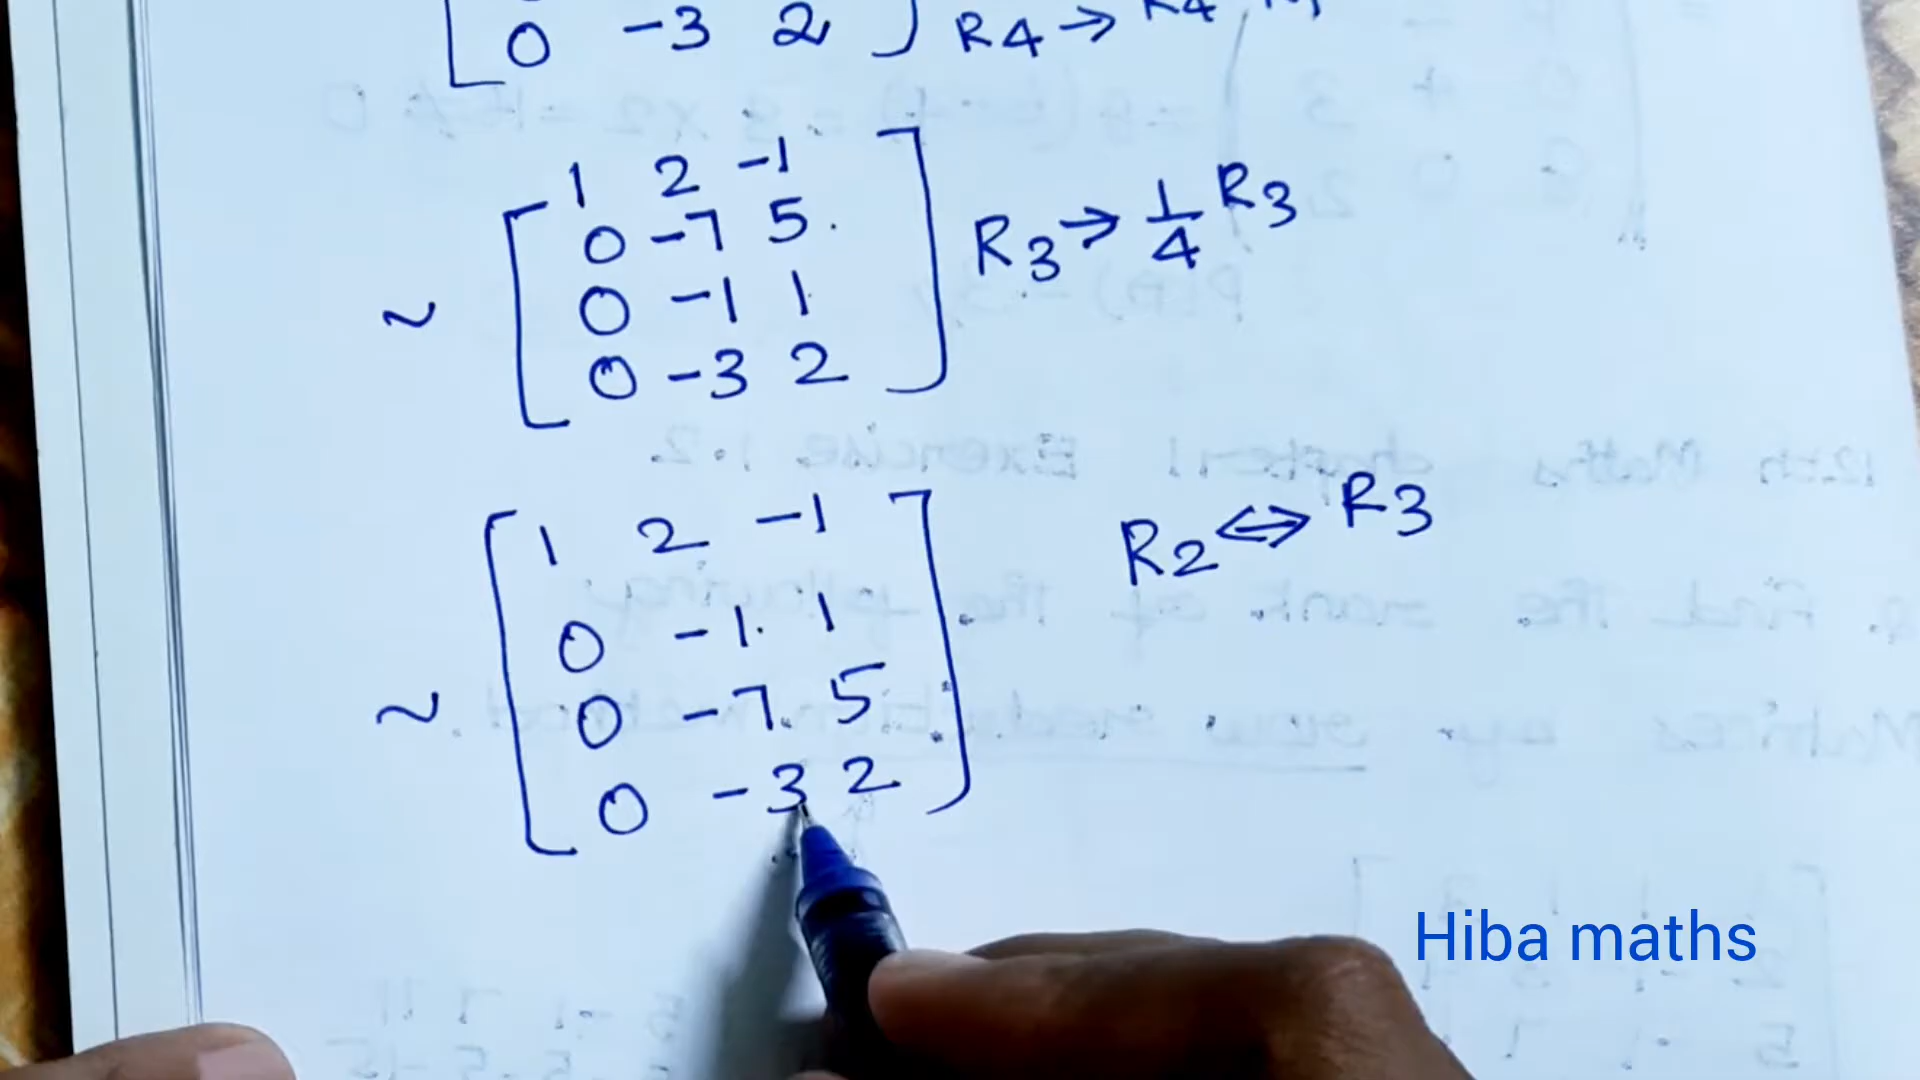 0 -3 2 R4 → R4
1 2 -1
0 -7 5 R3 → 1/4 R3
~ 0 -1 1
0 -3 2
1 2 -1 R2 ↔ R3
0 -1 1
~ 0 -7 5
0 -3 2
Hiba maths